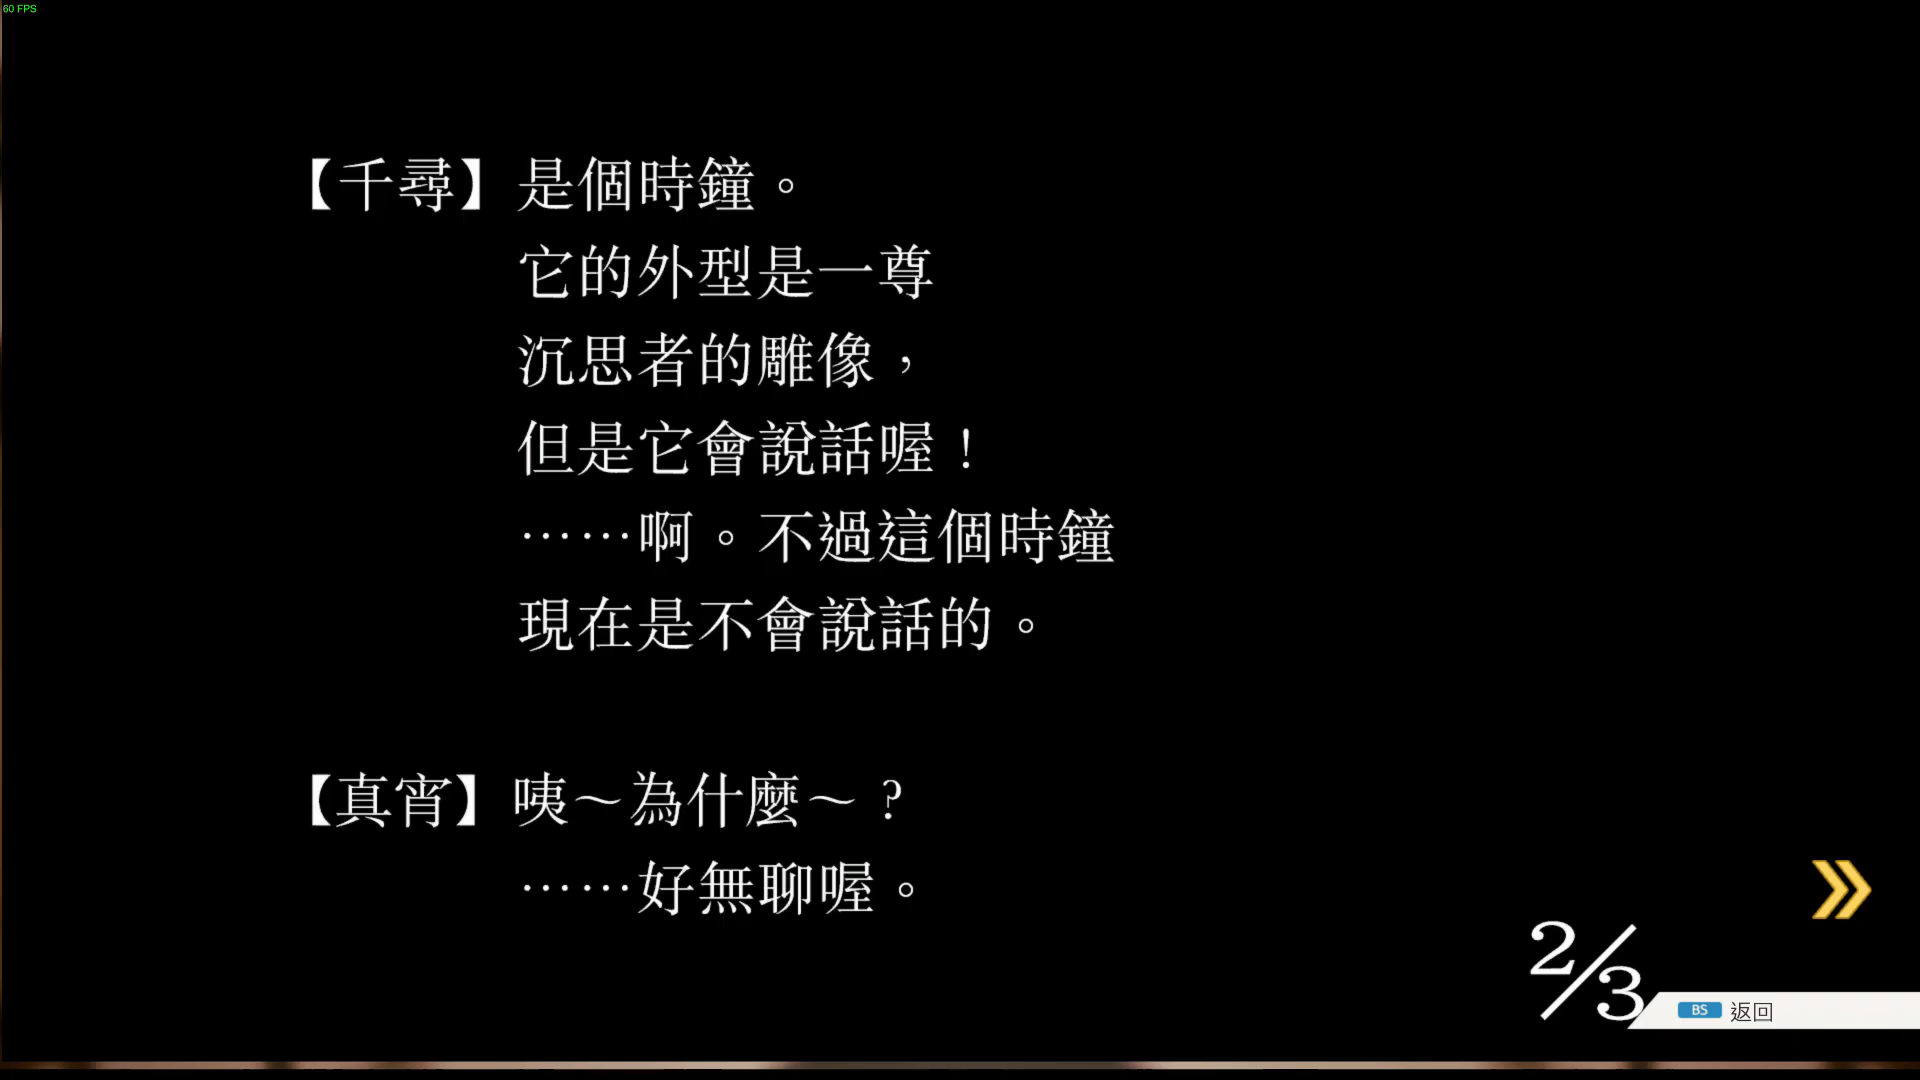 60 FPS
【千尋】是個時鐘。
它的外型是一尊
沉思者的雕像，
但是它會說話喔！
……啊。不過這個時鐘
現在是不會說話的。
【真宵】咦～為什麼～？
……好無聊喔。
2/3
BS 返回